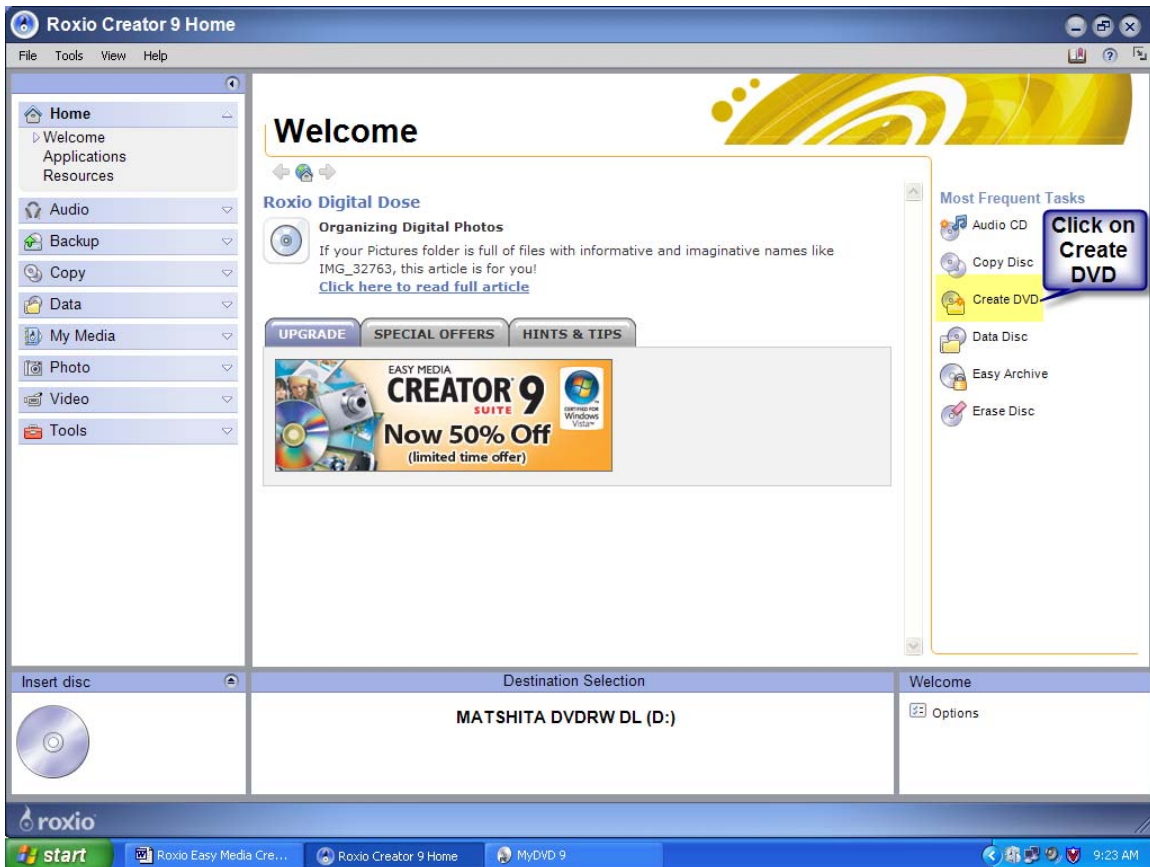 Roxio Creator 9 Home
File Tools View Help
Home
Welcome
Applications
Resources
Audio
Backup
Copy
Data
My Media
Photo
Video
Tools
Welcome
Roxio Digital Dose
Organizing Digital Photos
If your Pictures folder is full of files with informative and imaginative names like
IMG_32763, this article is for you!
Click here to read full article
UPGRADE SPECIAL OFFERS HINTS & TIPS
EASY MEDIA
CREATOR 9
SUITE
Now 50% Off
(limited time offer)
CERTIFIED FOR
Windows
Vista™
Most Frequent Tasks
Audio CD
Copy Disc
Create DVD
Data Disc
Easy Archive
Erase Disc
Click on
Create
DVD
Insert disc
Destination Selection
MATSHITA DVDRW DL (D:)
Welcome
Options
roxio
start
Roxio Easy Media Cre...
Roxio Creator 9 Home
MyDVD 9
9:23 AM